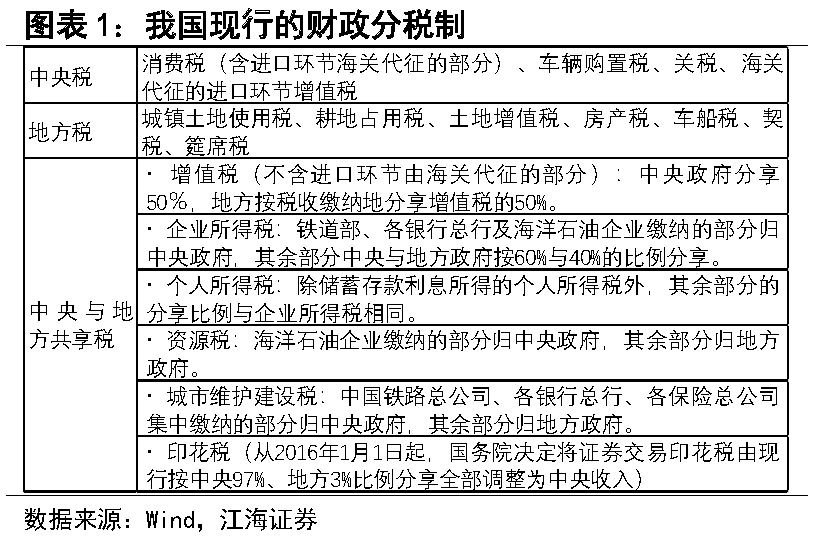 图表 1：我国现行的财政分税制
中央税
消费税（含进口环节海关代征的部分）、车辆购置税、关税、海关
代征的进口环节增值税
地方税
城镇土地使用税、耕地占用税、土地增值税、房产税、车船税、契
税、筵席税
中央与地
方共享税
· 增值税（不含进口环节由海关代征的部分）：中央政府分享
50%，地方按税收缴纳地分享增值税的50%。
· 企业所得税：铁道部、各银行总行及海洋石油企业缴纳的部分归
中央政府，其余部分中央与地方政府按60%与40%的比例分享。
· 个人所得税：除储蓄存款利息所得的个人所得税外，其余部分的
分享比例与企业所得税相同。
· 资源税：海洋石油企业缴纳的部分归中央政府，其余部分归地方
政府。
· 城市维护建设税：中国铁路总公司、各银行总行、各保险总公司
集中缴纳的部分归中央政府，其余部分归地方政府。
· 印花税（从2016年1月1日起，国务院决定将证券交易印花税由现
行按中央97%、地方3%比例分享全部调整为中央收入）
数据来源：Wind，江海证券